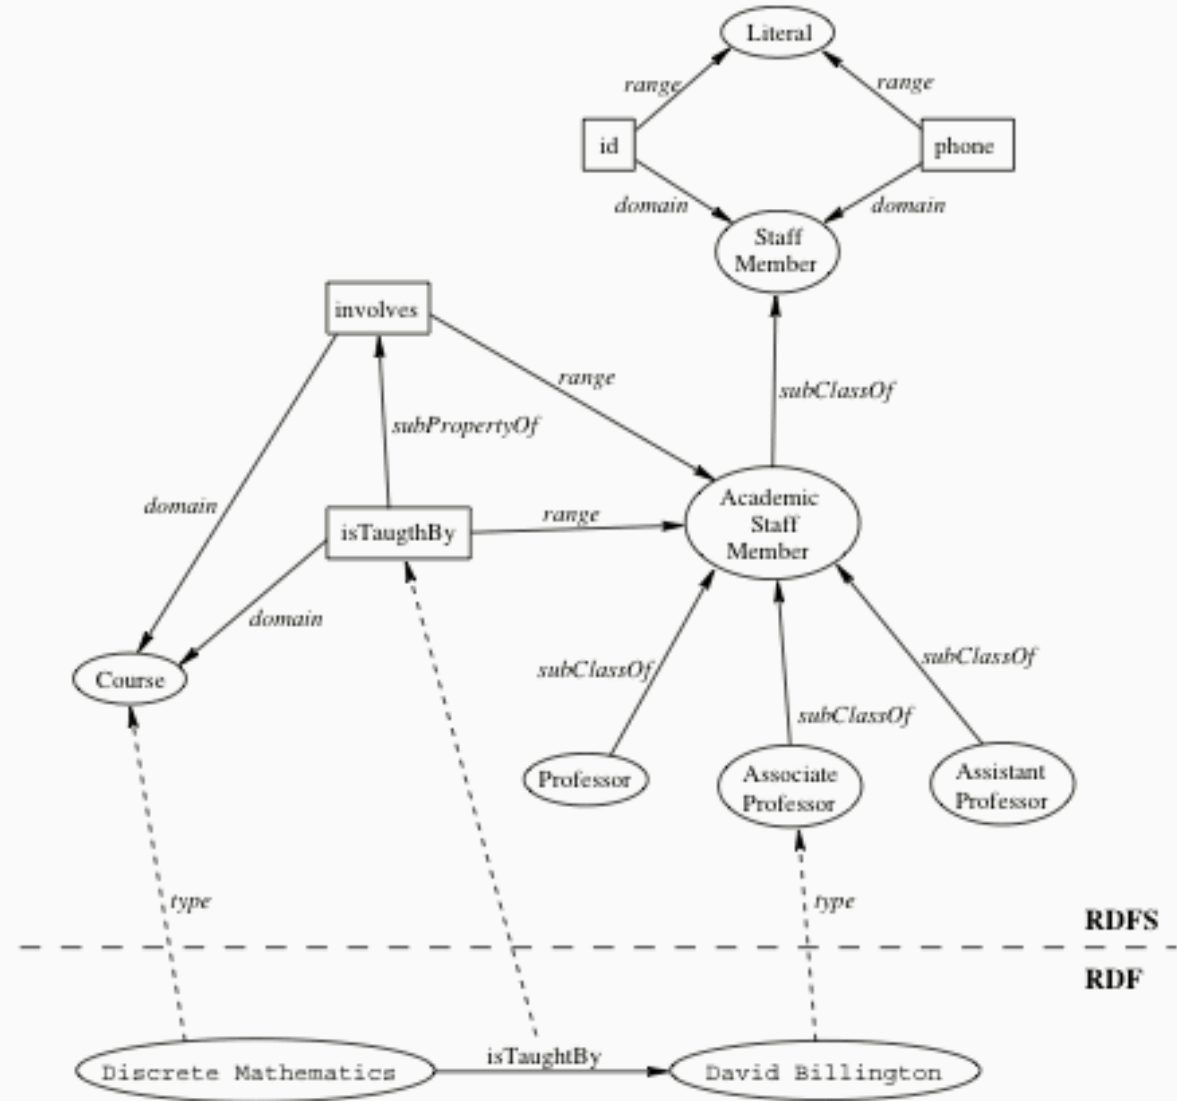 Literal
range
range
id
phone
domain
domain
Staff
Member
involves
range
subClassOf
subPropertyOf
domain
isTaugthBy
range
Academic
Staff
Member
domain
Course
subClassOf
subClassOf
subClassOf
Professor
Associate
Professor
Assistant
Professor
type
type
RDFS
RDF
Discrete Mathematics
isTaughtBy
David Billington